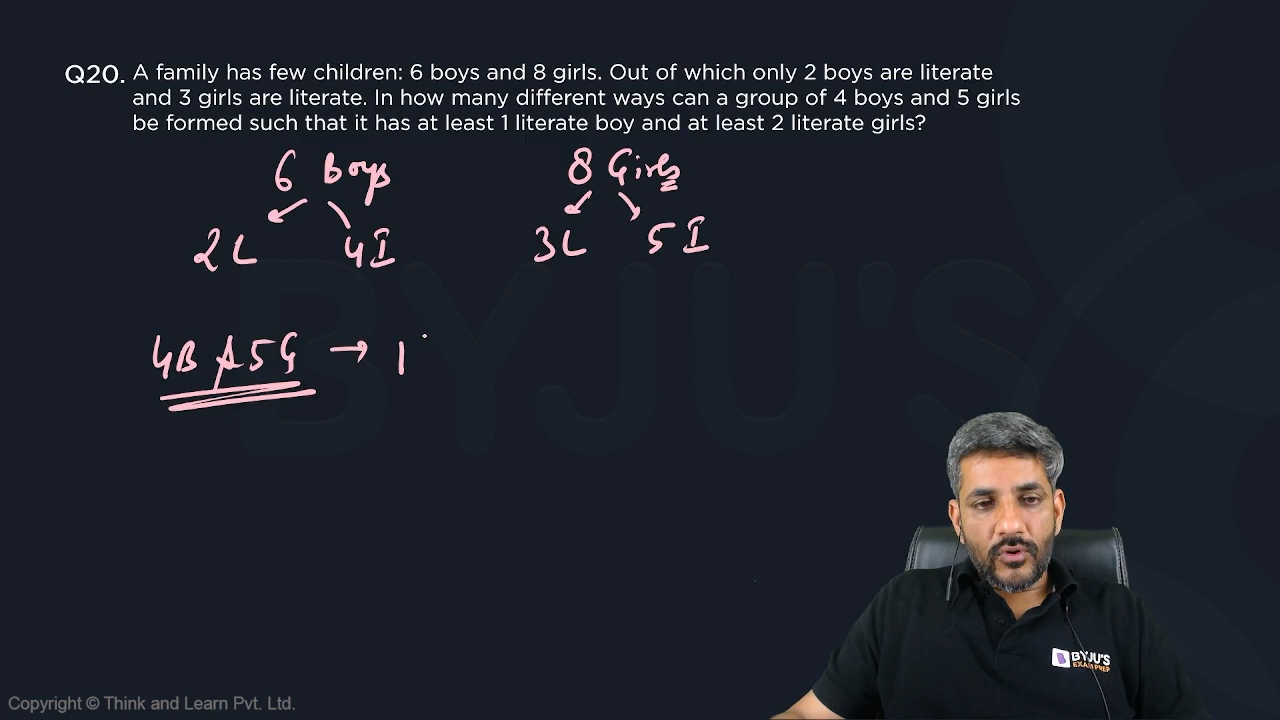 Q20. A family has few children: 6 boys and 8 girls. Out of which only 2 boys are literate
and 3 girls are literate. In how many different ways can a group of 4 boys and 5 girls
be formed such that it has at least 1 literate boy and at least 2 literate girls?
6 Boys 8 Girls
2L 4I 3L 5I
4B & 5G → 1
BYJU'S
BYJU'S
EXAM PREP
Copyright © Think and Learn Pvt. Ltd.